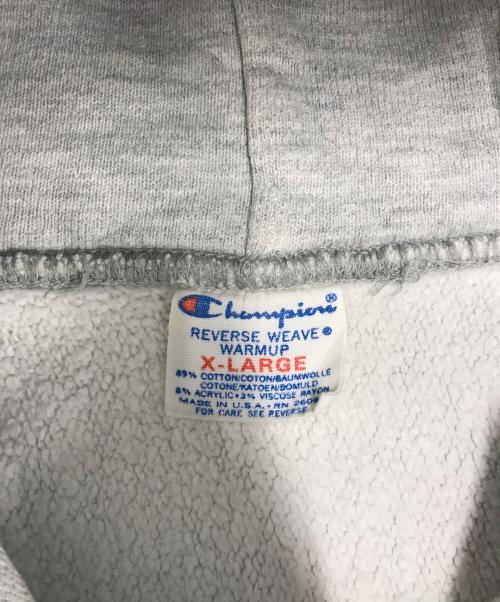 Champion®
REVERSE WEAVE®
WARMUP
X-LARGE
89% COTTON/COTON/BAUMWOLLE
COTONE/KATOEN/BOMULD
8% ACRYLIC•3% VISCOSE RAYON
MADE IN U.S.A.•RN 26094
FOR CARE SEE REVERSE